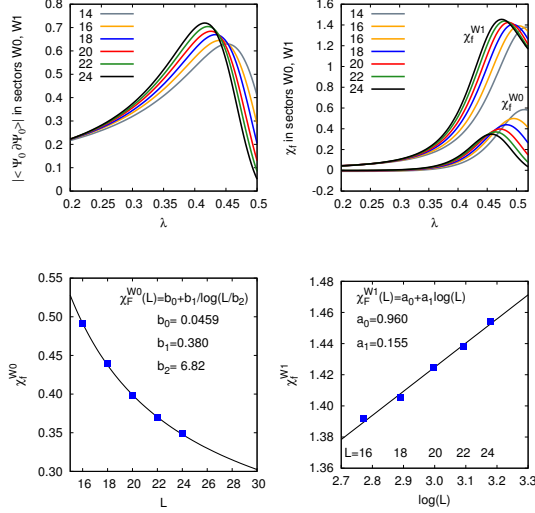 |< Ψ₀ ∂Ψ₀>| in sectors W0, W1
0.8
0.7
0.6
0.5
0.4
0.3
0.2
0.1
0
14
16
18
20
22
24
0.2 0.25 0.3 0.35 0.4 0.45 0.5
λ
χ_f in sectors W0, W1
1.6
1.4
1.2
1
0.8
0.6
0.4
0.2
0
-0.2
14
16
18
20
22
24
χ_f^W1
χ_f^W0
0.2 0.25 0.3 0.35 0.4 0.45 0.5
λ
χ_f^W0
0.55
0.50
0.45
0.40
0.35
0.30
χ_F^W0(L)=b₀+b₁/log(L/b₂)
b₀= 0.0459
b₁=0.380
b₂= 6.82
16 18 20 22 24 26 28 30
L
χ_f^W1
1.48
1.46
1.44
1.42
1.40
1.38
1.36
χ_F^W1(L)=a₀+a₁log(L)
a₀=0.960
a₁=0.155
L=16 18 20 22 24
2.7 2.8 2.9 3.0 3.1 3.2 3.3
log(L)